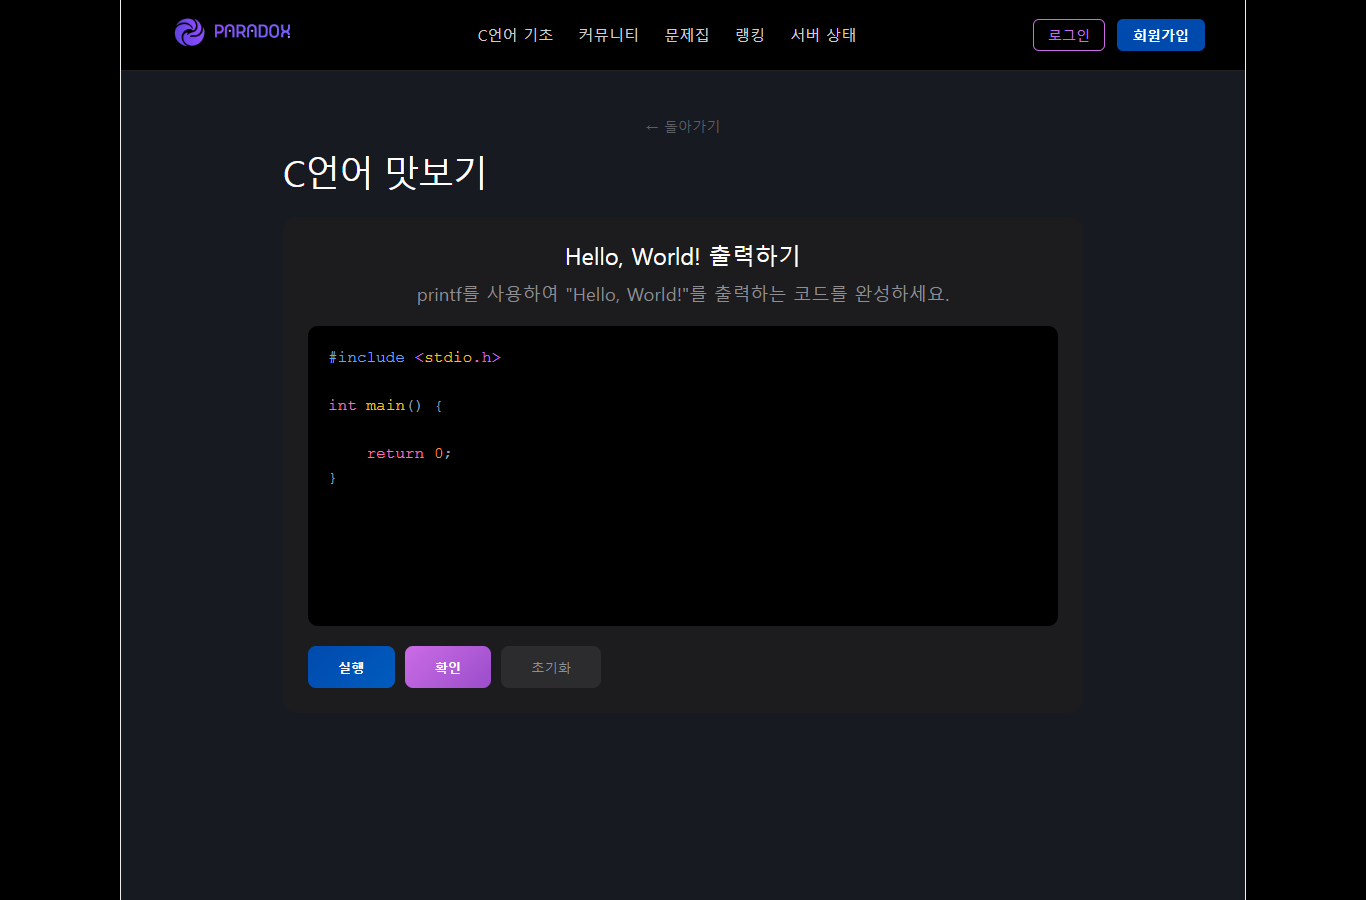 PARADOX
C언어 기초 커뮤니티 문제집 랭킹 서버 상태
로그인 회원가입
← 돌아가기
C언어 맛보기
Hello, World! 출력하기
printf를 사용하여 "Hello, World!"를 출력하는 코드를 완성하세요.
#include <stdio.h>
int main() {
    return 0;
}
실행 확인 초기화